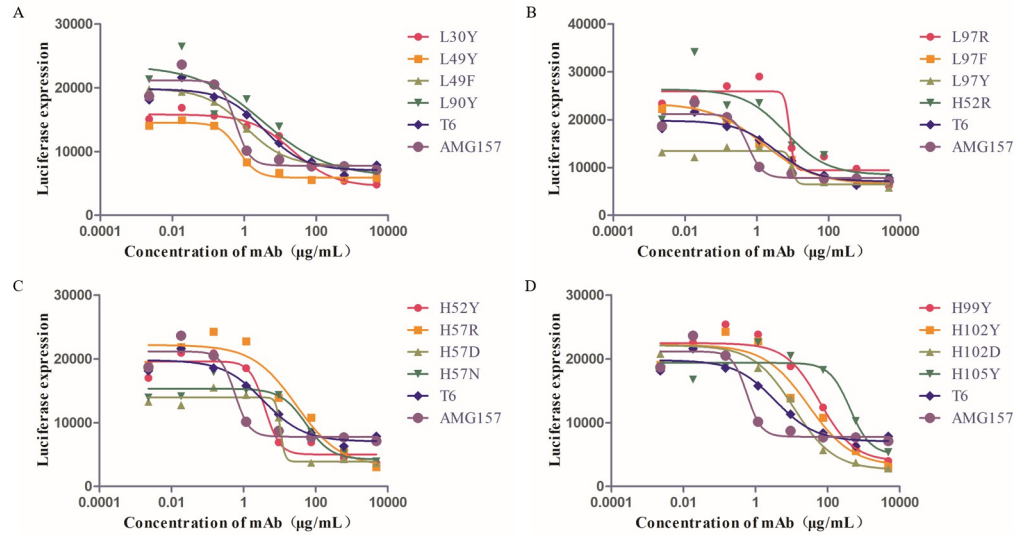 A
30000
20000
10000
0
Luciferase expression
0.0001 0.01 1 100 10000
Concentration of mAb（μg/mL）
L30Y
L49Y
L49F
L90Y
T6
AMG157
B
40000
30000
20000
10000
0
Luciferase expression
0.0001 0.01 1 100 10000
Concentration of mAb（μg/mL）
L97R
L97F
L97Y
H52R
T6
AMG157
C
30000
20000
10000
0
Luciferase expression
0.0001 0.01 1 100 10000
Concentration of mAb（μg/mL）
H52Y
H57R
H57D
H57N
T6
AMG157
D
30000
20000
10000
0
Luciferase expression
0.0001 0.01 1 100 10000
Concentration of mAb（μg/mL）
H99Y
H102Y
H102D
H105Y
T6
AMG157